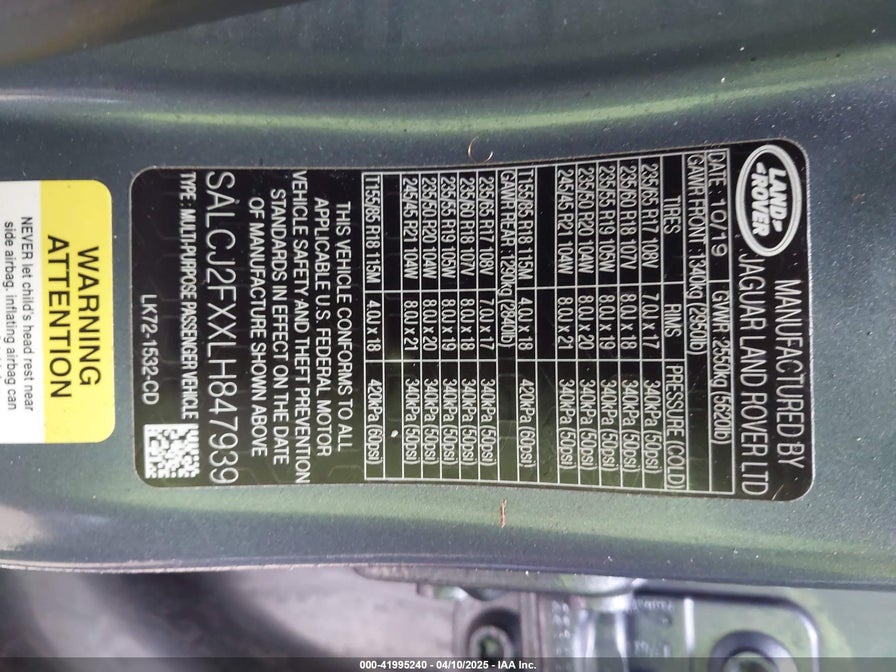 LAND-
ROVER
MANUFACTURED BY
JAGUAR LAND ROVER LTD
DATE: 10/19 GVWR: 2550kg (5620lb)
GAWR FRONT: 1340kg (2950lb)
TIRES RIMS PRESSURE (COLD)
235/65 R17 108V 7.0J x 17 340kPa (50psi)
235/60 R18 107V 8.0J x 18 340kPa (50psi)
235/55 R19 105W 8.0J x 19 340kPa (50psi)
235/50 R20 104W 8.0J x 20 340kPa (50psi)
245/45 R21 104W 8.0J x 21 340kPa (50psi)
T155/85 R18 115M 4.0J x 18 420kPa (60psi)
GAWR REAR: 1290kg (2840lb)
235/65 R17 108V 7.0J x 17 340kPa (50psi)
235/60 R18 107V 8.0J x 18 340kPa (50psi)
235/55 R19 105W 8.0J x 19 340kPa (50psi)
235/50 R20 104W 8.0J x 20 340kPa (50psi)
245/45 R21 104W 8.0J x 21 340kPa (50psi)
T155/85 R18 115M 4.0J x 18 420kPa (60psi)
THIS VEHICLE CONFORMS TO ALL
APPLICABLE U.S. FEDERAL MOTOR
VEHICLE SAFETY AND THEFT PREVENTION
STANDARDS IN EFFECT ON THE DATE
OF MANUFACTURE SHOWN ABOVE
SALCJ2FXXLH847939
TYPE: MULTI-PURPOSE PASSENGER VEHICLE
LK72-1532-CD
WARNING
ATTENTION
NEVER let child's head rest near
side airbag, inflating airbag can
000-41995240 - 04/10/2025 - IAA Inc.